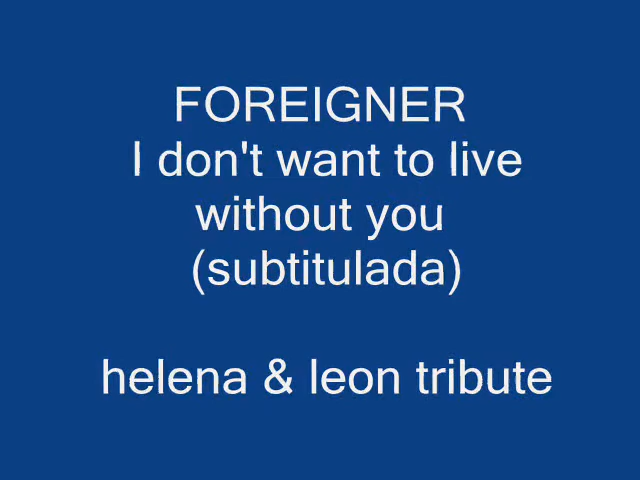 FOREIGNER
I don't want to live
without you
(subtitulada)
helena & leon tribute